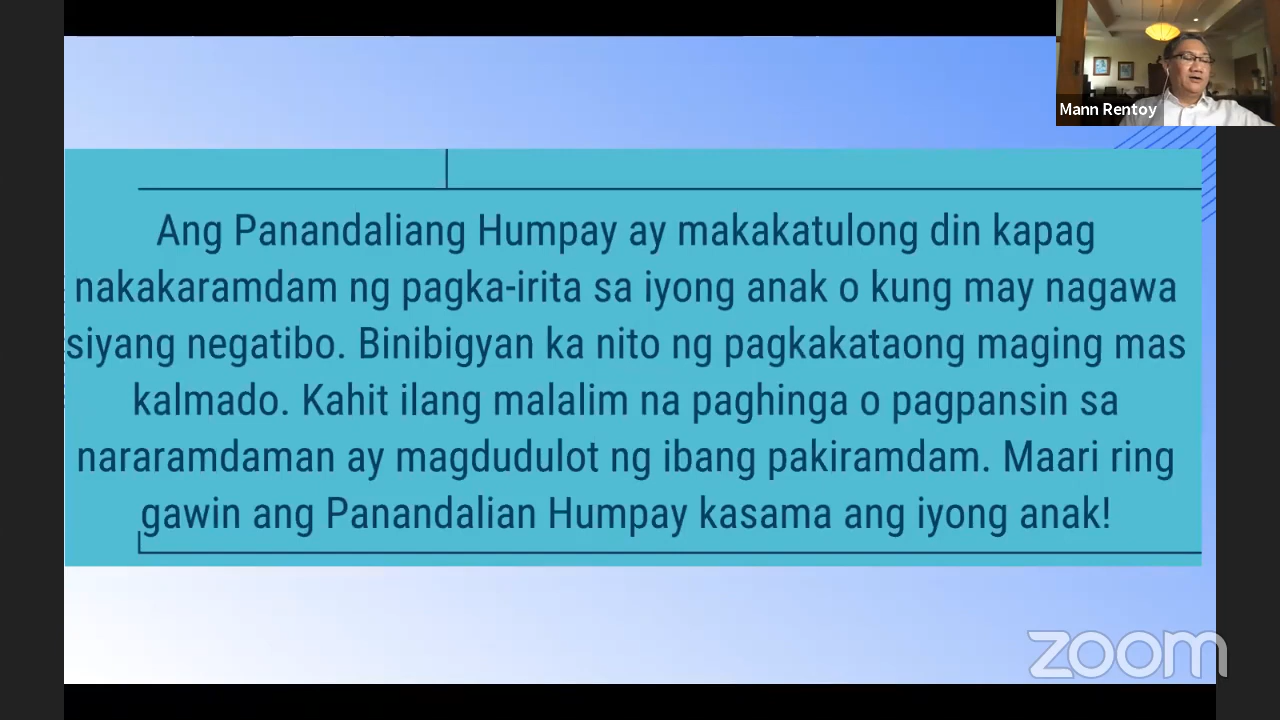 Mann Rentoy
Ang Panandaliang Humpay ay makakatulong din kapag
nakakaramdam ng pagka-irita sa iyong anak o kung may nagawa
siyang negatibo. Binibigyan ka nito ng pagkakataong maging mas
kalmado. Kahit ilang malalim na paghinga o pagpansin sa
nararamdaman ay magdudulot ng ibang pakiramdam. Maari ring
gawin ang Panandalian Humpay kasama ang iyong anak!
zoom